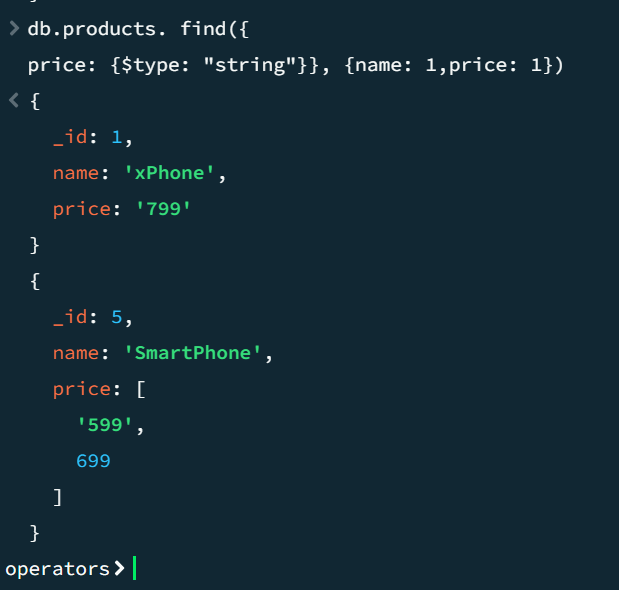 > db.products. find({
price: {$type: "string"}}, {name: 1,price: 1})
< {
_id: 1,
name: 'xPhone',
price: '799'
}
{
_id: 5,
name: 'SmartPhone',
price: [
'599',
699
]
}
operators>